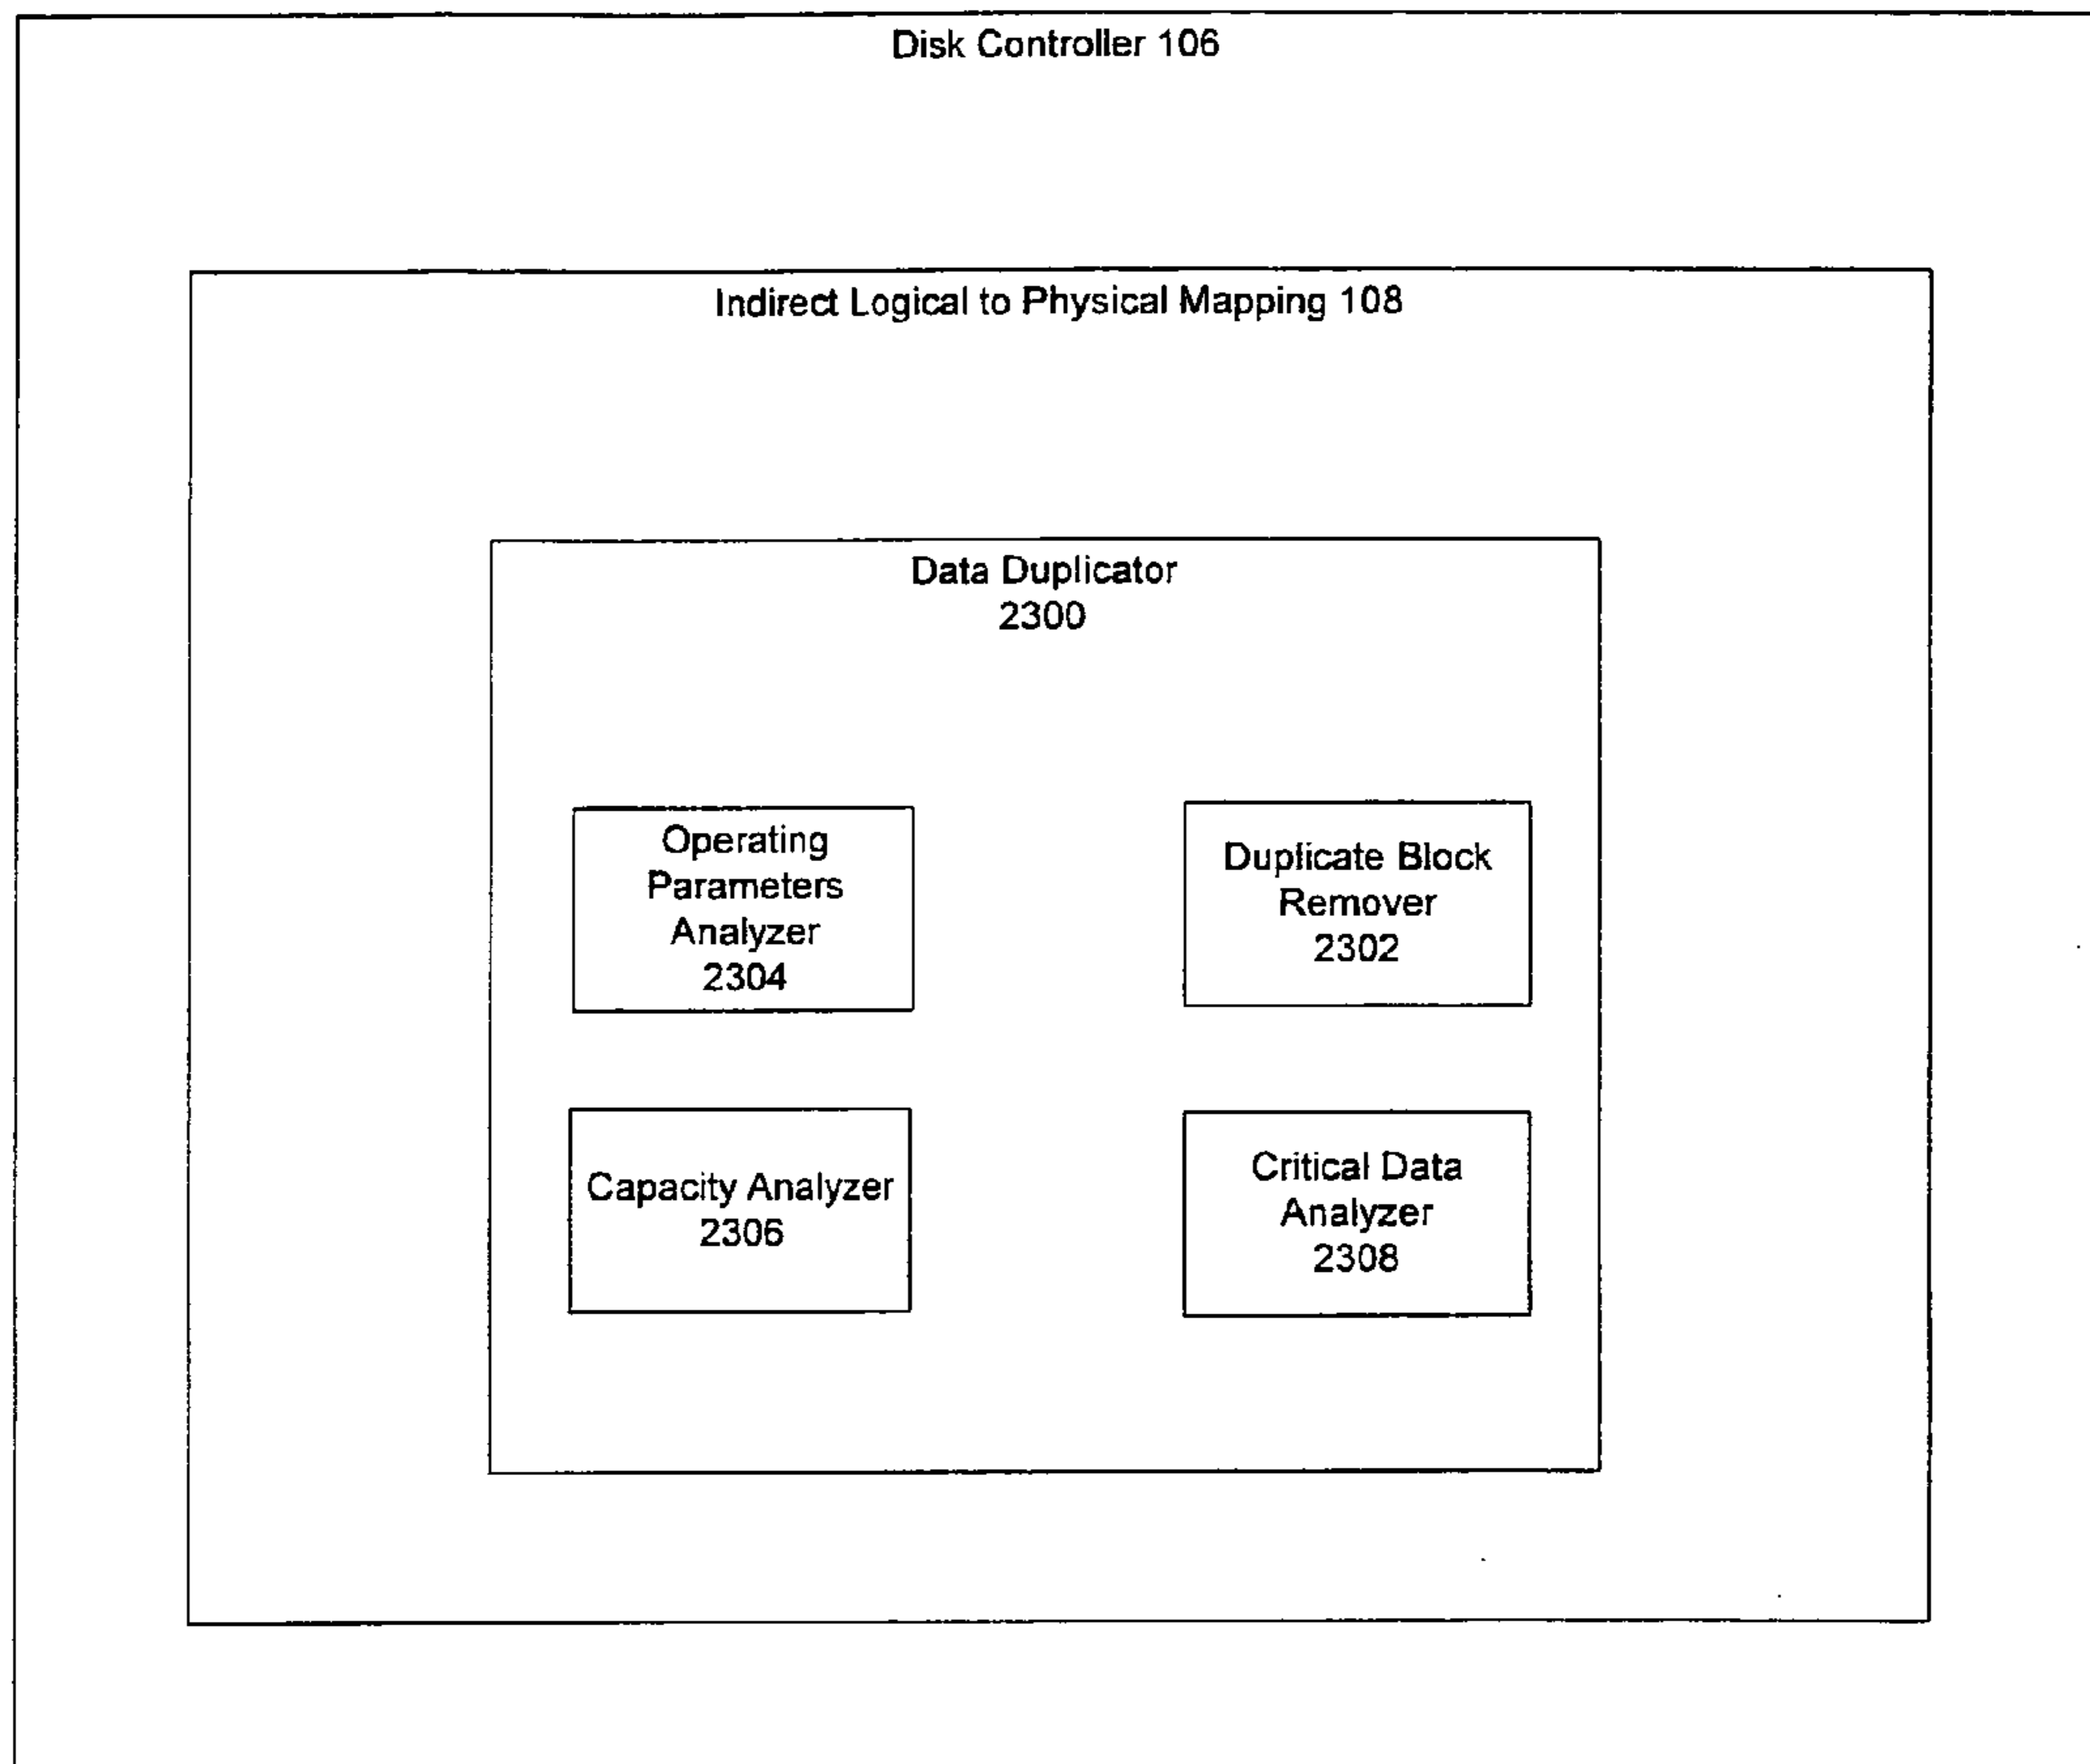 Disk Controller 106
Indirect Logical to Physical Mapping 108
Data Duplicator
2300
Operating
Parameters
Analyzer
2304
Duplicate Block
Remover
2302
Capacity Analyzer
2306
Critical Data
Analyzer
2308